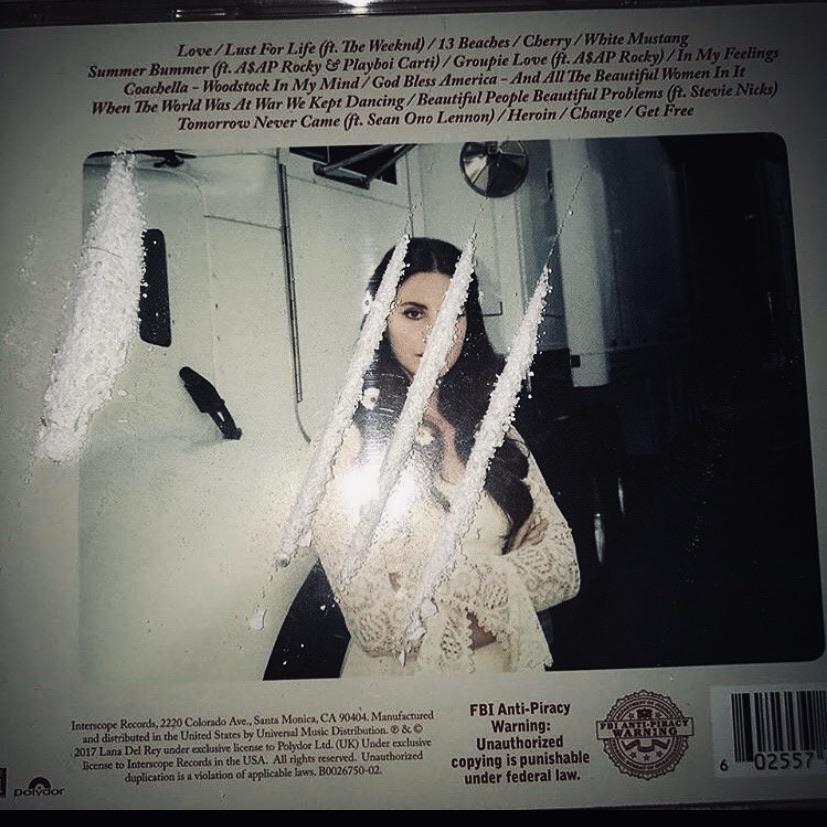 Love / Lust For Life (ft. The Weeknd) / 13 Beaches / Cherry / White Mustang
Summer Bummer (ft. A$AP Rocky & Playboi Carti) / Groupie Love (ft. A$AP Rocky) / In My Feelings
Coachella - Woodstock In My Mind / God Bless America - And All The Beautiful Women In It
When The World Was At War We Kept Dancing / Beautiful People Beautiful Problems (ft. Stevie Nicks)
Tomorrow Never Came (ft. Sean Ono Lennon) / Heroin / Change / Get Free
Interscope Records, 2220 Colorado Ave., Santa Monica, CA 90404. Manufactured
and distributed in the United States by Universal Music Distribution. ℗ & ©
2017 Lana Del Rey under exclusive license to Polydor Ltd. (UK) Under exclusive
license to Interscope Records in the USA. All rights reserved. Unauthorized
duplication is a violation of applicable laws. B0026750-02.
polydor
FBI Anti-Piracy
Warning:
Unauthorized
copying is punishable
under federal law.
FBI ANTI-PIRACY
WARNING
6 02557